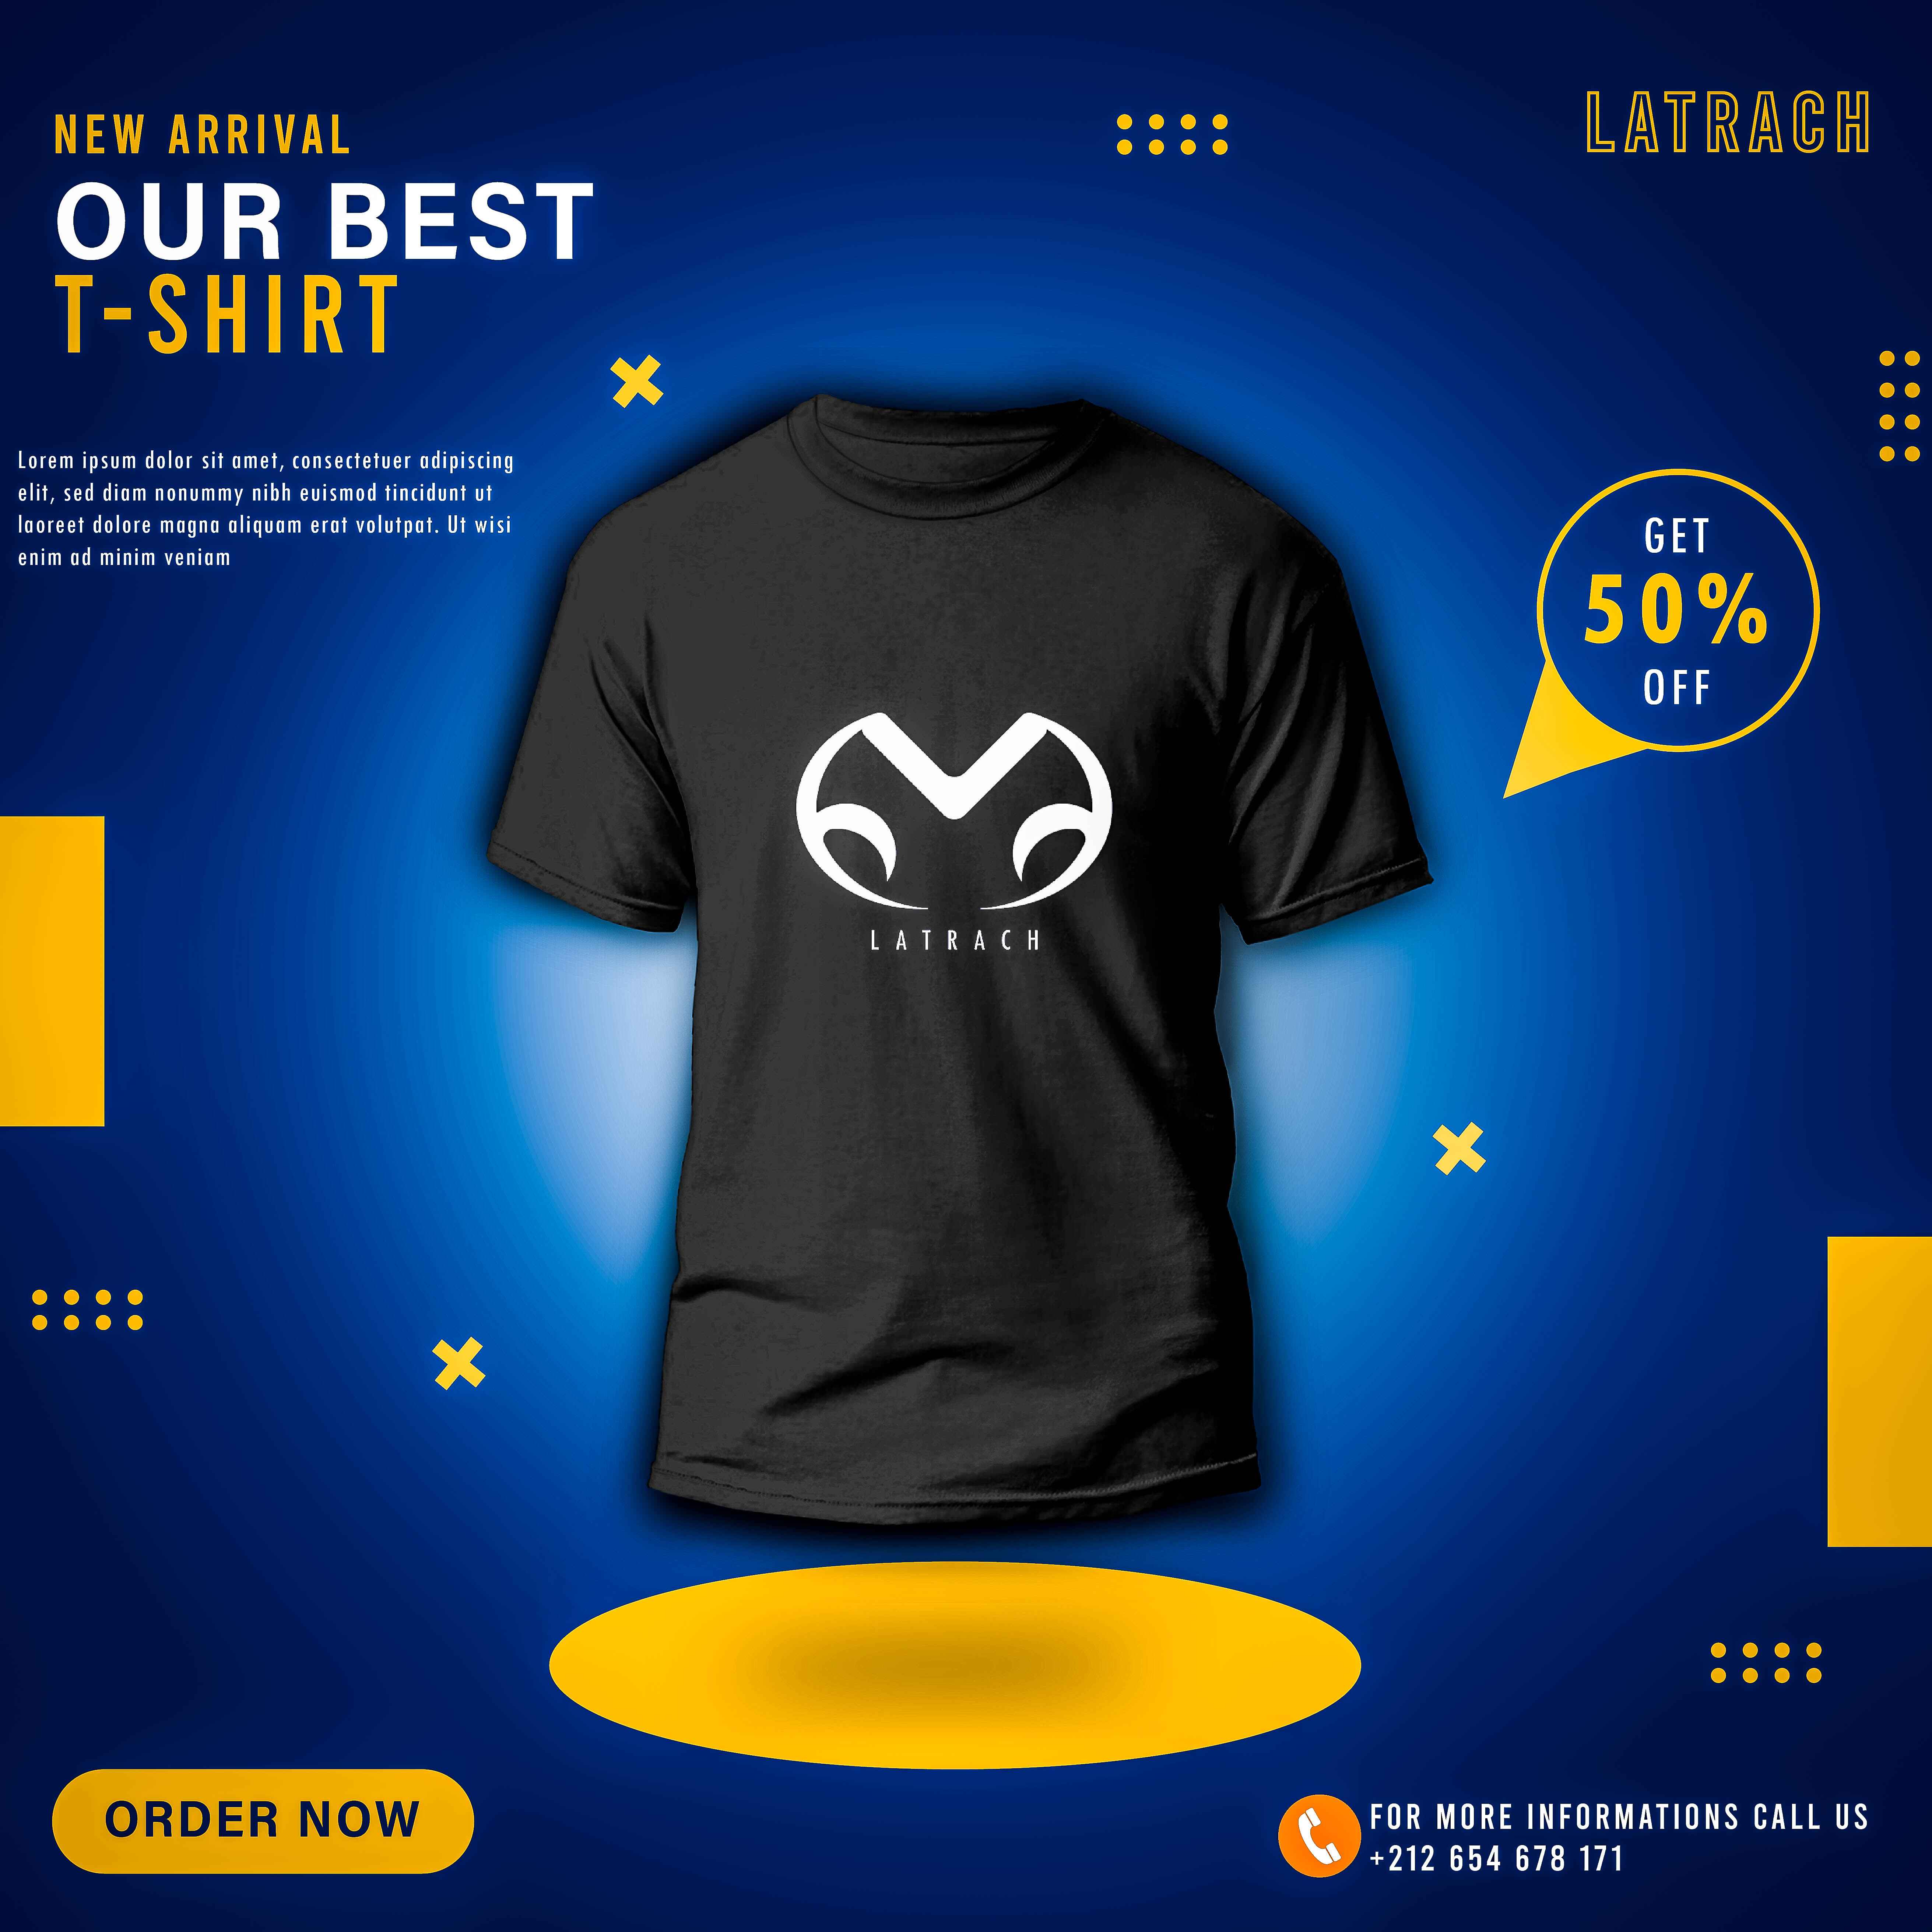 NEW ARRIVAL
LATRACH
OUR BEST
T-SHIRT
Lorem ipsum dolor sit amet, consectetuer adipiscing
elit, sed diam nonummy nibh euismod tincidunt ut
laoreet dolore magna aliquam erat volutpat. Ut wisi
enim ad minim veniam
GET
50%
OFF
LATRACH
ORDER NOW
FOR MORE INFORMATIONS CALL US
+212 654 678 171